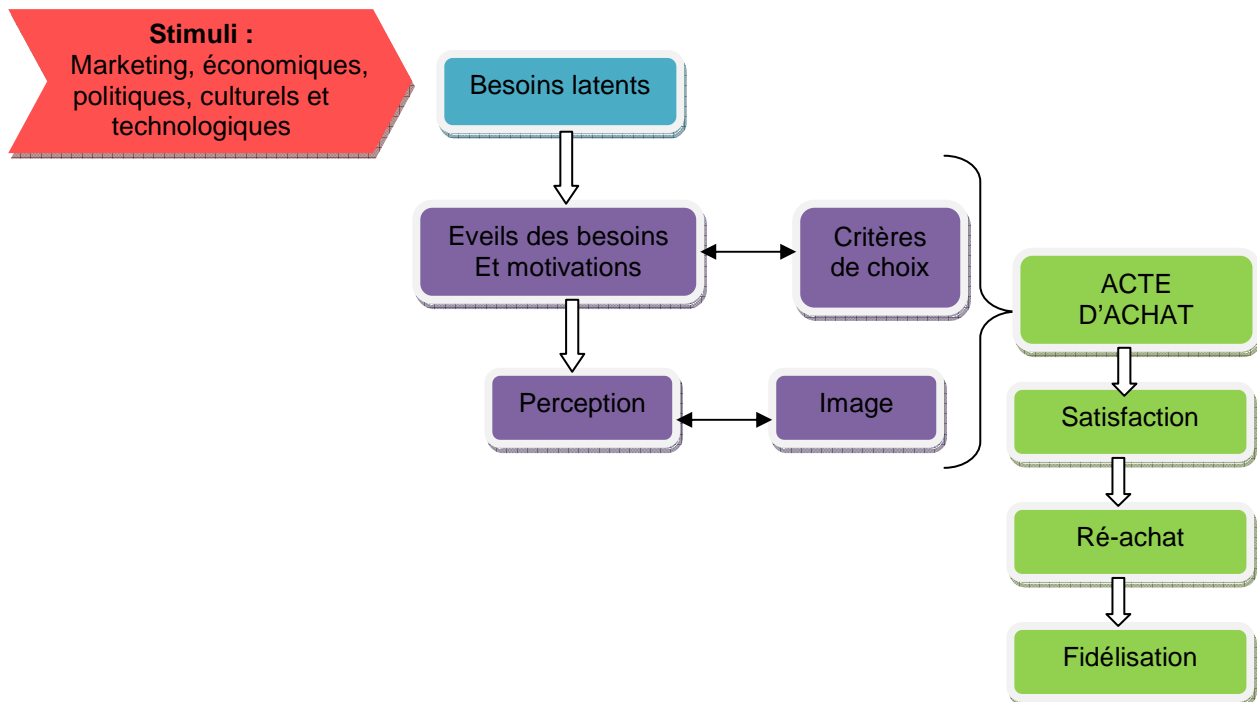 Stimuli :
Marketing, économiques,
politiques, culturels et
technologiques
Besoins latents
Eveils des besoins
Et motivations
Critères
de choix
Perception
Image
ACTE
D’ACHAT
Satisfaction
Ré-achat
Fidélisation